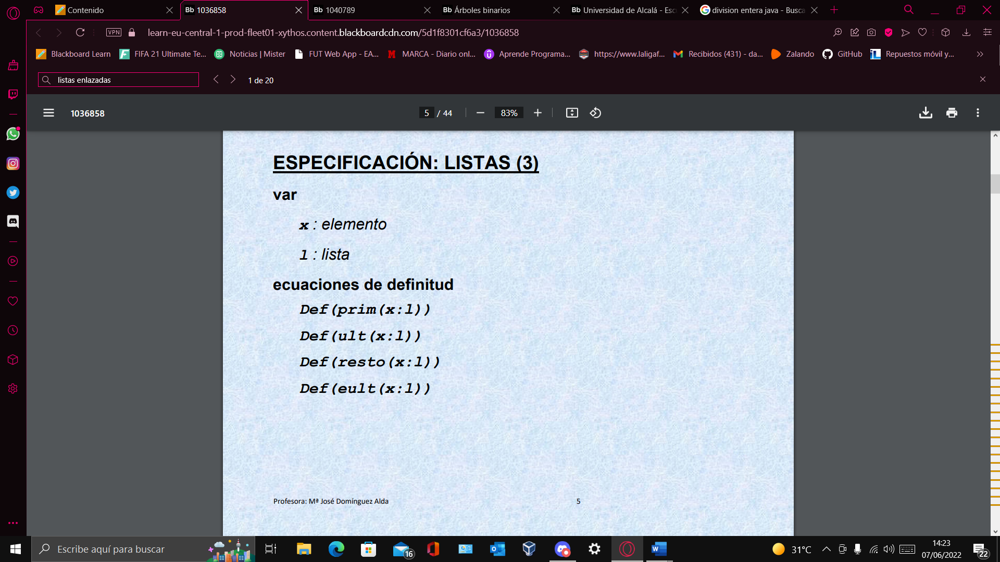 Contenido
Bb 1036858
Bb 1040789
Bb Árboles binarios
Bb Universidad de Alcalá - Esc
G division entera java - Busca
VPN
learn-eu-central-1-prod-fleet01-xythos.content.blackboardcdn.com/5d1f8301cf6a3/1036858
Blackboard Learn
FIFA 21 Ultimate Te...
Noticias | Mister
FUT Web App - EA...
MARCA - Diario onl...
Aprende Programa...
https://www.laligaf...
Recibidos (431) - da...
Zalando
GitHub
Repuestos móvil y...
listas enlazadas
1 de 20
1036858
5 / 44
83%
ESPECIFICACIÓN: LISTAS (3)
var
x : elemento
l : lista
ecuaciones de definitud
Def(prim(x:l))
Def(ult(x:l))
Def(resto(x:l))
Def(eult(x:l))
Profesora: Mª José Domínguez Alda
5
Escribe aquí para buscar
16
31°C
14:23
07/06/2022
22